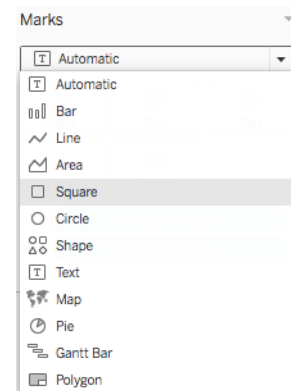 Marks
Automatic
Automatic
Bar
Line
Area
Square
Circle
Shape
Text
Map
Pie
Gantt Bar
Polygon